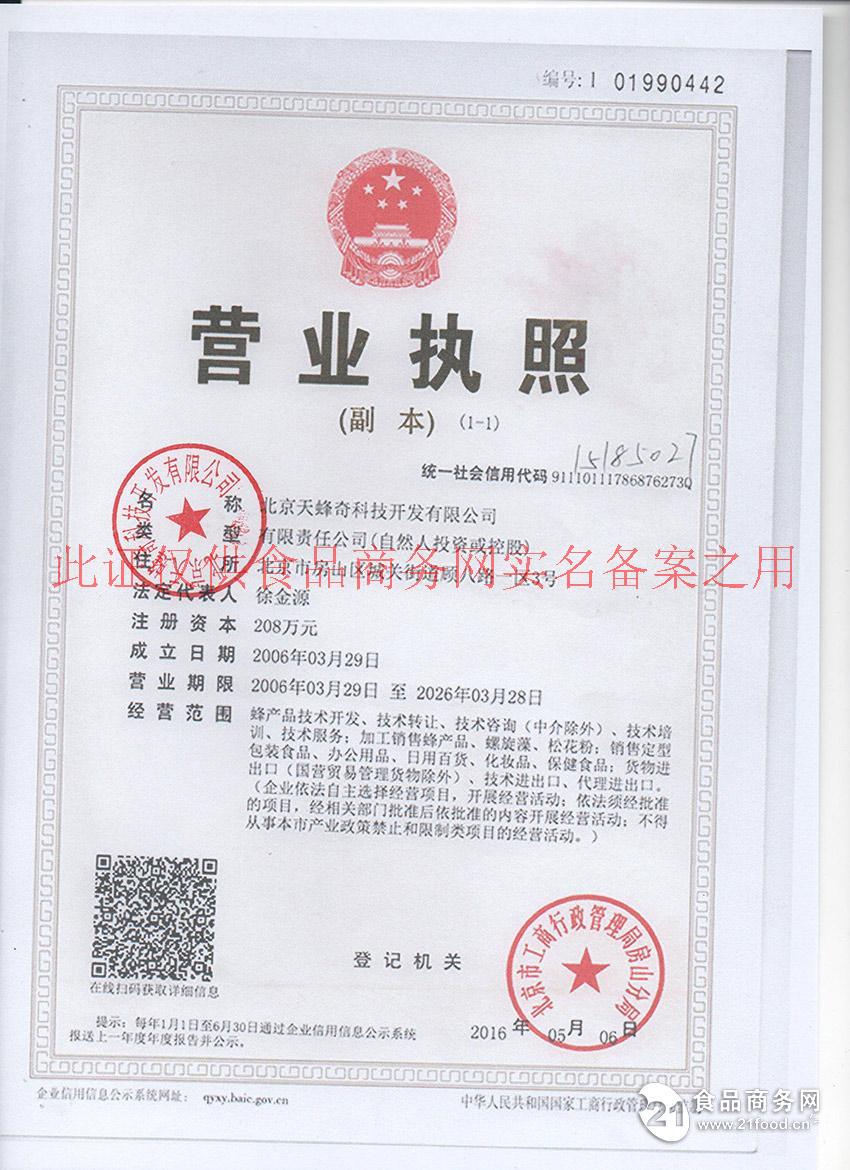 编号: 1 01990442
营业执照
(副 本) (1-1)
15185027
统一社会信用代码 91110111786876273Q
名称 北京天蜂奇科技开发有限公司
类型 有限责任公司(自然人投资或控股)
住所 北京市房山区城关街道顾八路一区3号
此证仅供食品商务网实名备案之用
法定代表人 徐金源
注册资本 208万元
成立日期 2006年03月29日
营业期限 2006年03月29日 至 2026年03月28日
经营范围 蜂产品技术开发、技术转让、技术咨询（中介除外）、技术培
训、技术服务；加工销售蜂产品、螺旋藻、松花粉；销售定型
包装食品、办公用品、日用百货、化妆品、保健食品；货物进
出口（国营贸易管理货物除外）、技术进出口、代理进出口。
（企业依法自主选择经营项目，开展经营活动；依法须经批准
的项目，经相关部门批准后依批准的内容开展经营活动；不得
从事本市产业政策禁止和限制类项目的经营活动。）
在线扫码获取详细信息
登记机关
北京市工商行政管理局房山分局
2016 年 05 月 06 日
提示：每年1月1日至6月30日通过企业信用信息公示系统
报送上一年度年度报告并公示。
企业信用信息公示系统网址： qyxy.baic.gov.cn
中华人民共和国国家工商行政管理
21 食品商务网
www.21food.cn